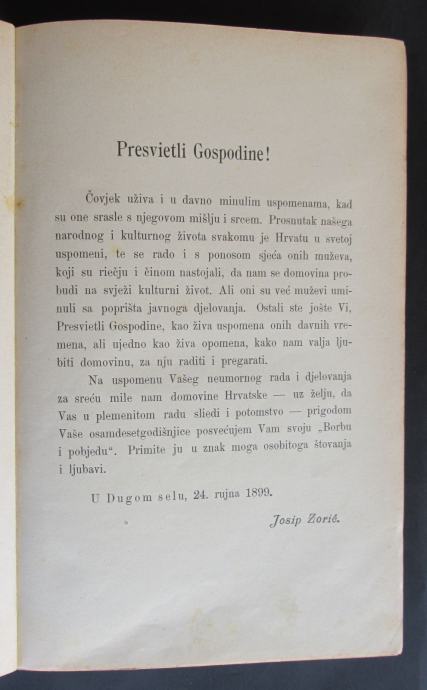 Presvietli Gospodine!
Čovjek uživa i u davno minulim uspomenama, kad
su one srasle s njegovom mišlju i srcem. Prosnutak našega
narodnog i kulturnog života svakomu je Hrvatu u svetoj
uspomeni, te se rado i s ponosom sjeća onih muževa,
koji su riečju i činom nastojali, da nam se domovina pro-
budi na svježi kulturni život. Ali oni su već muževi umi-
nuli sa poprišta javnoga djelovanja. Ostali ste jošte Vi,
Presvietli Gospodine, kao živa uspomena onih davnih vre-
mena, ali ujedno kao živa opomena, kako nam valja lju-
biti domovinu, za nju raditi i pregarati.
Na uspomenu Vašeg neumornog rada i djelovanja
za sreću mile nam domovine Hrvatske — uz želju, da
Vas u plemenitom radu sliedi i potomstvo — prigodom
Vaše osamdesetgodišnjice posvećujem Vam svoju „Borbu
i pobjedu“. Primite ju u znak moga osobitoga štovanja
i ljubavi.
U Dugom selu, 24. rujna 1899.
Josip Zorić.